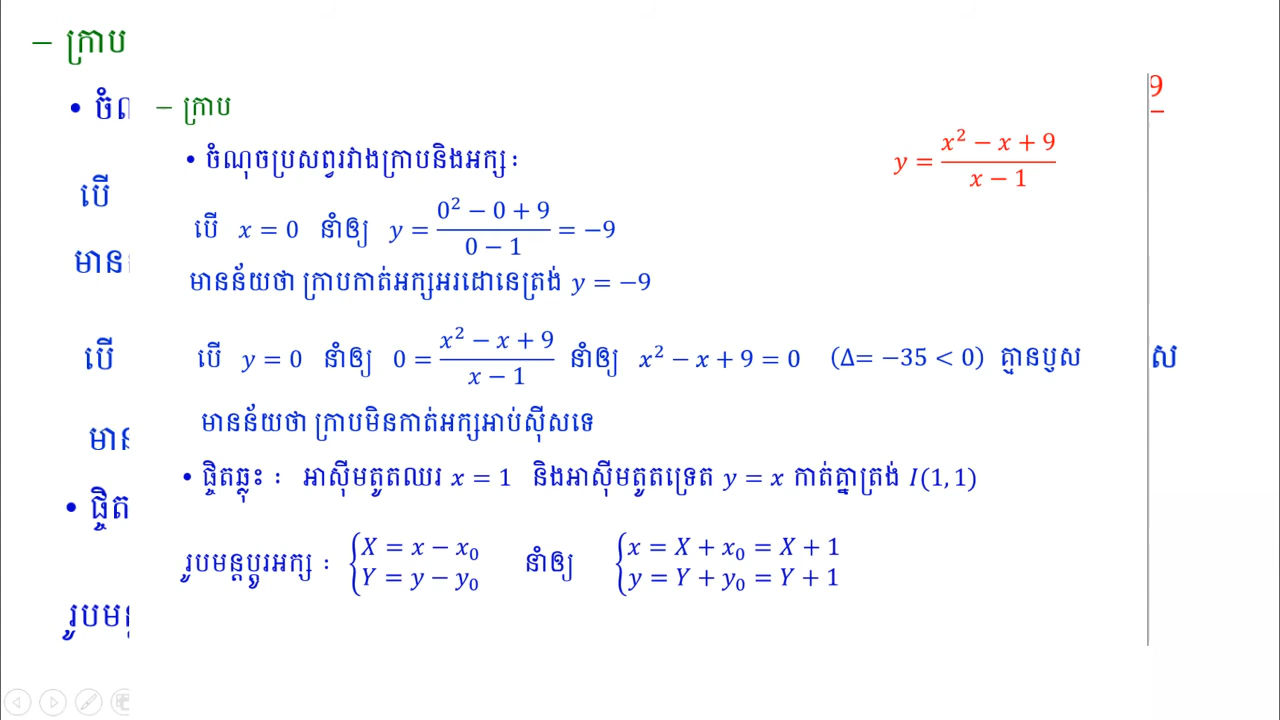 – ក្រាប
– ក្រាប
• ចំណុចប្រសព្វរវាងក្រាបនិងអក្ស៖
y = (x² − x + 9)/(x − 1)
បើ x = 0 នាំឲ្យ y = (0² − 0 + 9)/(0 − 1) = −9
មានន័យថា ក្រាបកាត់អក្សអរដោនេត្រង់ y = −9
បើ y = 0 នាំឲ្យ 0 = (x² − x + 9)/(x − 1) នាំឲ្យ x² − x + 9 = 0 (Δ= −35 < 0) គ្មានឫស
មានន័យថា ក្រាបមិនកាត់អក្សអាប់ស៊ីសទេ
• ផ្ចិតឆ្លុះ ៖ អាស៊ីមតូតឈរ x = 1 និងអាស៊ីមតូតទ្រេត y = x កាត់គ្នាត្រង់ I(1, 1)
រូបមន្តប្ដូរអក្ស ៖ {X = x − x₀ នាំឲ្យ {x = X + x₀ = X + 1
Y = y − y₀ y = Y + y₀ = Y + 1